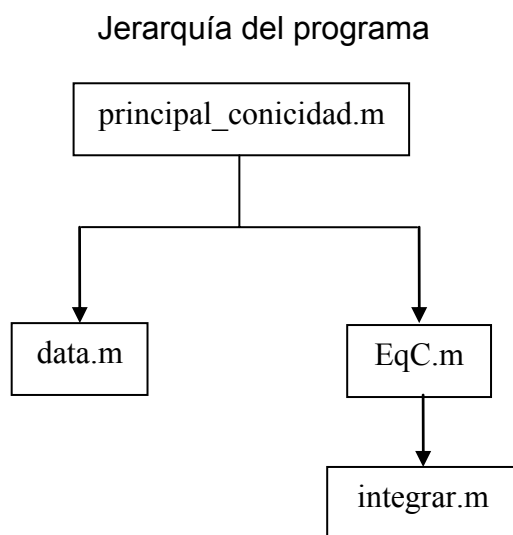 Jerarquía del programa
principal_conicidad.m
data.m
EqC.m
integrar.m